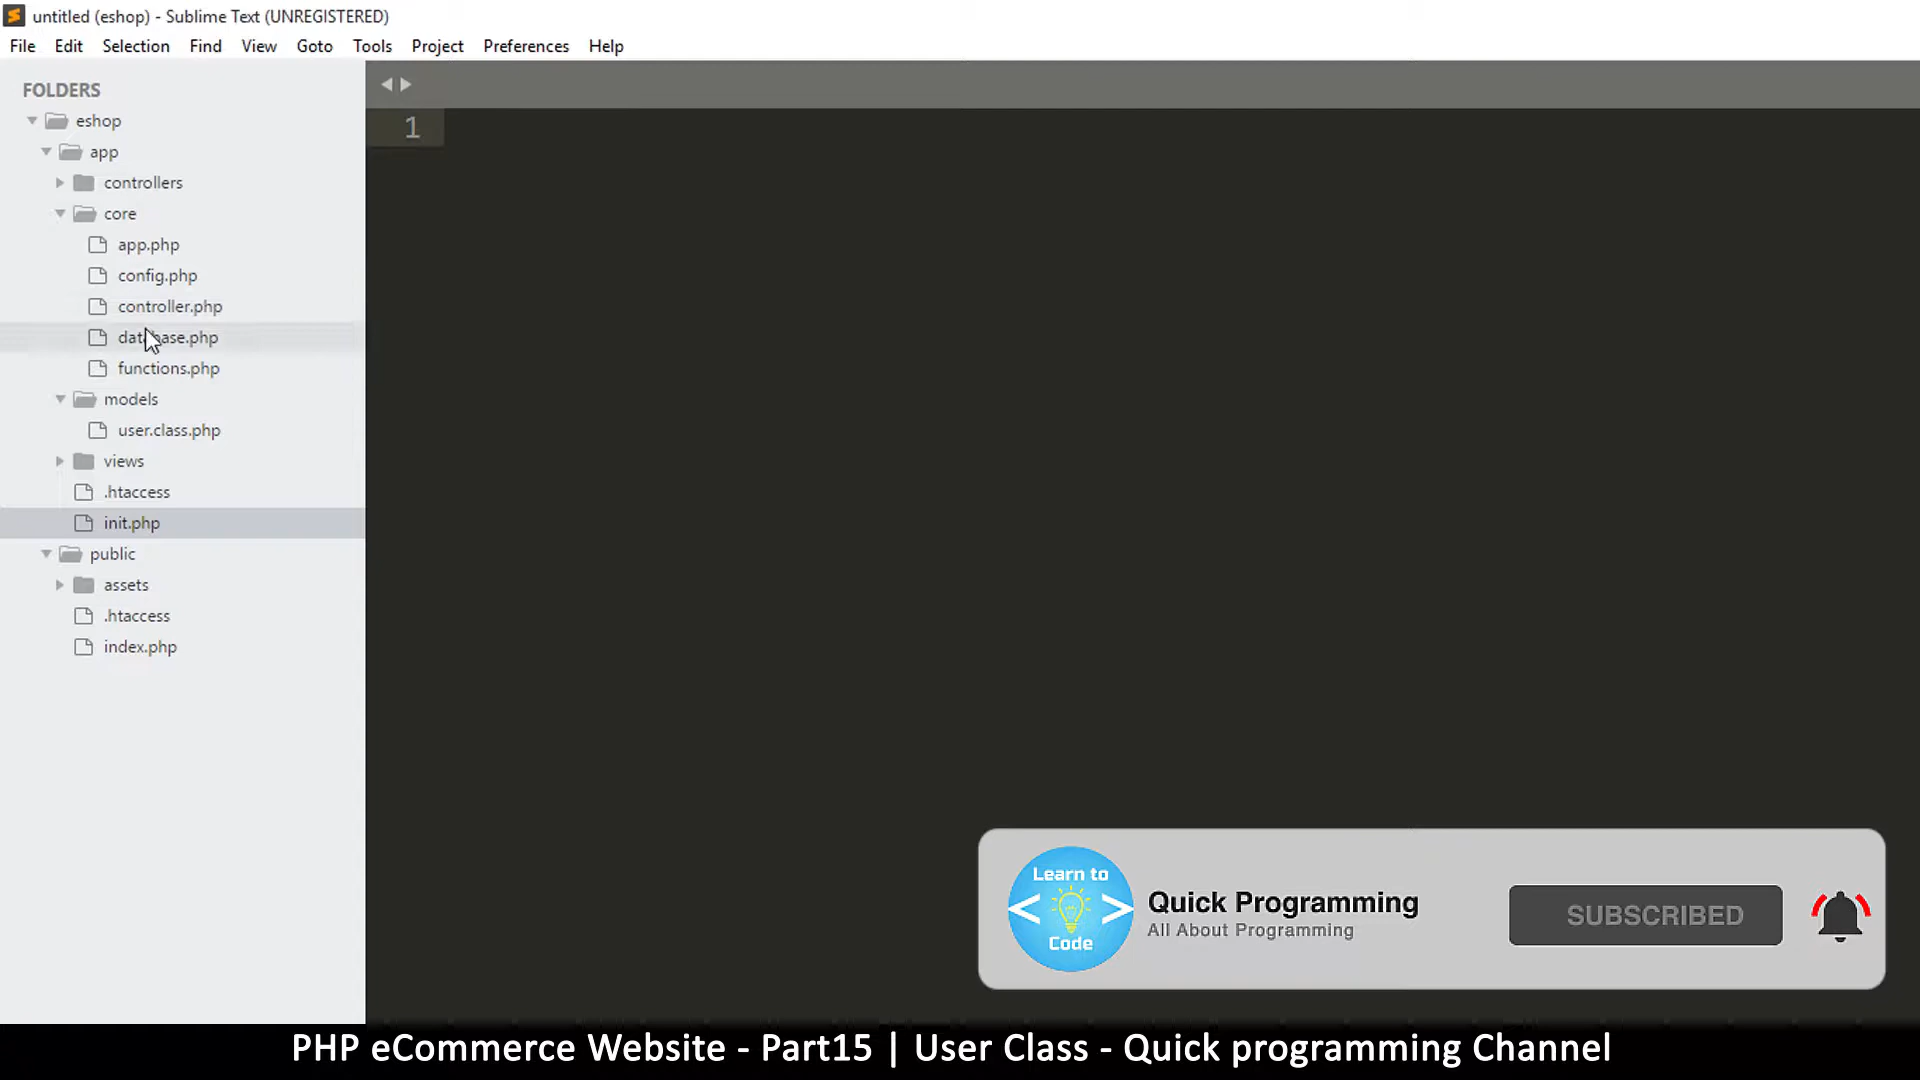 untitled (eshop) - Sublime Text (UNREGISTERED)
File Edit Selection Find View Goto Tools Project Preferences Help
FOLDERS
eshop
app
controllers
core
app.php
config.php
controller.php
database.php
functions.php
models
user.class.php
views
.htaccess
init.php
public
assets
.htaccess
index.php
1
Learn to
< >
Code
Quick Programming
All About Programming
SUBSCRIBED
PHP eCommerce Website - Part15 | User Class - Quick programming Channel